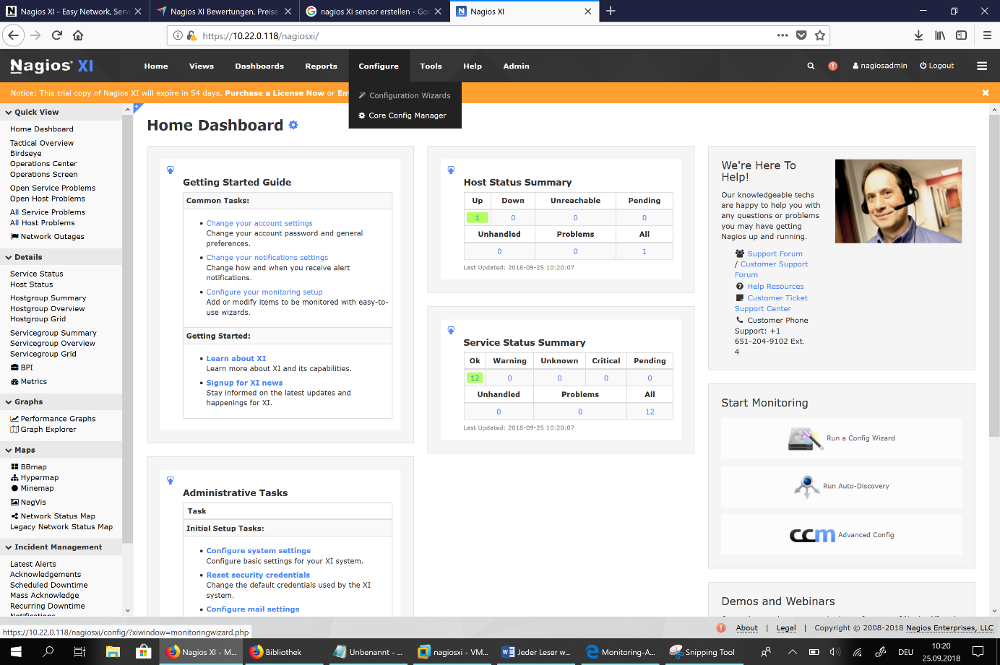 Nagios XI - Easy Network, Serv
Nagios XI Bewertungen, Preise
nagios Xi sensor erstellen - Goo
Nagios XI
https://10.22.0.118/nagiosxi/
Nagios® XI
Home
Views
Dashboards
Reports
Configure
Tools
Help
Admin
nagiosadmin
Logout
Configuration Wizards
Core Config Manager
Notice: This trial copy of Nagios XI will expire in 54 days. Purchase a License Now or Ent
Quick View
Home Dashboard
Tactical Overview
Birdseye
Operations Center
Operations Screen
Open Service Problems
Open Host Problems
All Service Problems
All Host Problems
Network Outages
Details
Service Status
Host Status
Hostgroup Summary
Hostgroup Overview
Hostgroup Grid
Servicegroup Summary
Servicegroup Overview
Servicegroup Grid
BPI
Metrics
Graphs
Performance Graphs
Graph Explorer
Maps
BBmap
Hypermap
Minemap
NagVis
Network Status Map
Legacy Network Status Map
Incident Management
Latest Alerts
Acknowledgements
Scheduled Downtime
Mass Acknowledge
Recurring Downtime
Notifications
Home Dashboard
Getting Started Guide
Common Tasks:
Change your account settings
Change your account password and general
preferences.
Change your notifications settings
Change how and when you receive alert
notifications.
Configure your monitoring setup
Add or modify items to be monitored with easy-to-
use wizards.
Getting Started:
Learn about XI
Learn more about XI and its capabilities.
Signup for XI news
Stay informed on the latest updates and
happenings for XI.
Administrative Tasks
Task
Initial Setup Tasks:
Configure system settings
Configure basic settings for your XI system.
Reset security credentials
Change the default credentials used by the XI
system.
Configure mail settings
Host Status Summary
Up Down Unreachable Pending
1 0 0 0
Unhandled Problems All
0 0 1
Last Updated: 2018-09-25 10:20:07
Service Status Summary
Ok Warning Unknown Critical Pending
12 0 0 0 0
Unhandled Problems All
0 0 12
Last Updated: 2018-09-25 10:20:07
We're Here To
Help!
Our knowledgeable techs
are happy to help you with
any questions or problems
you may have getting
Nagios up and running.
Support Forum
/ Customer Support
Forum
Help Resources
Customer Ticket
Support Center
Customer Phone
Support: +1
651-204-9102 Ext.
4
Start Monitoring
Run a Config Wizard
Run Auto-Discovery
ccm Advanced Config
Demos and Webinars
https://10.22.0.118/nagiosxi/config/?xiwindow=monitoringwizard.php
About | Legal | Copyright © 2008-2018 Nagios Enterprises, LLC
Nagios XI - M...
Bibliothek
Unbenannt - ...
nagiosxi - VM...
Jeder Leser w...
Monitoring-A...
Snipping Tool
DEU
10:20
25.09.2018